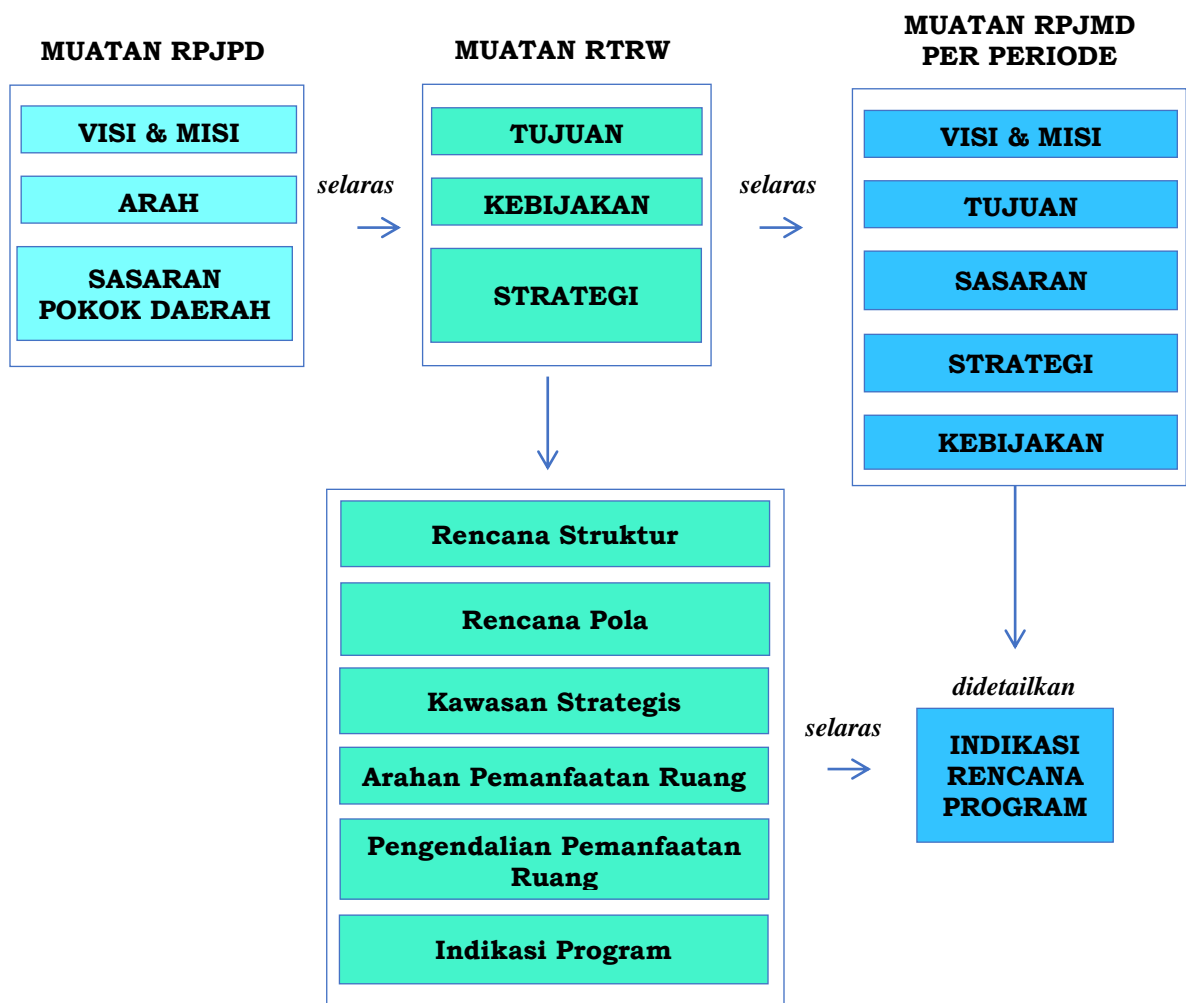 MUATAN RPJPD
VISI & MISI
ARAH
SASARAN
POKOK DAERAH
selaras
MUATAN RTRW
TUJUAN
KEBIJAKAN
STRATEGI
selaras
MUATAN RPJMD
PER PERIODE
VISI & MISI
TUJUAN
SASARAN
STRATEGI
KEBIJAKAN
Rencana Struktur
Rencana Pola
Kawasan Strategis
Arahan Pemanfaatan Ruang
Pengendalian Pemanfaatan
Ruang
Indikasi Program
selaras
didetailkan
INDIKASI
RENCANA
PROGRAM